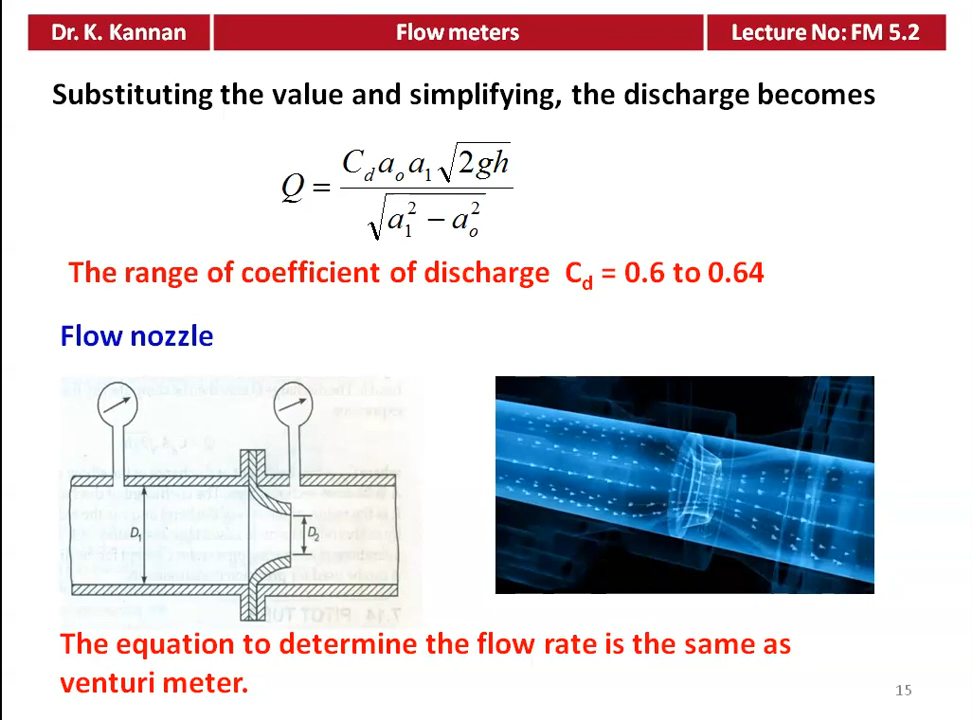 Dr. K. Kannan
Flow meters
Lecture No: FM 5.2
Substituting the value and simplifying, the discharge becomes
Q = C_d a_o a_1 √(2gh) / √(a_1^2 − a_o^2)
The range of coefficient of discharge C_d = 0.6 to 0.64
Flow nozzle
D₁
D₂
The equation to determine the flow rate is the same as
venturi meter.
15